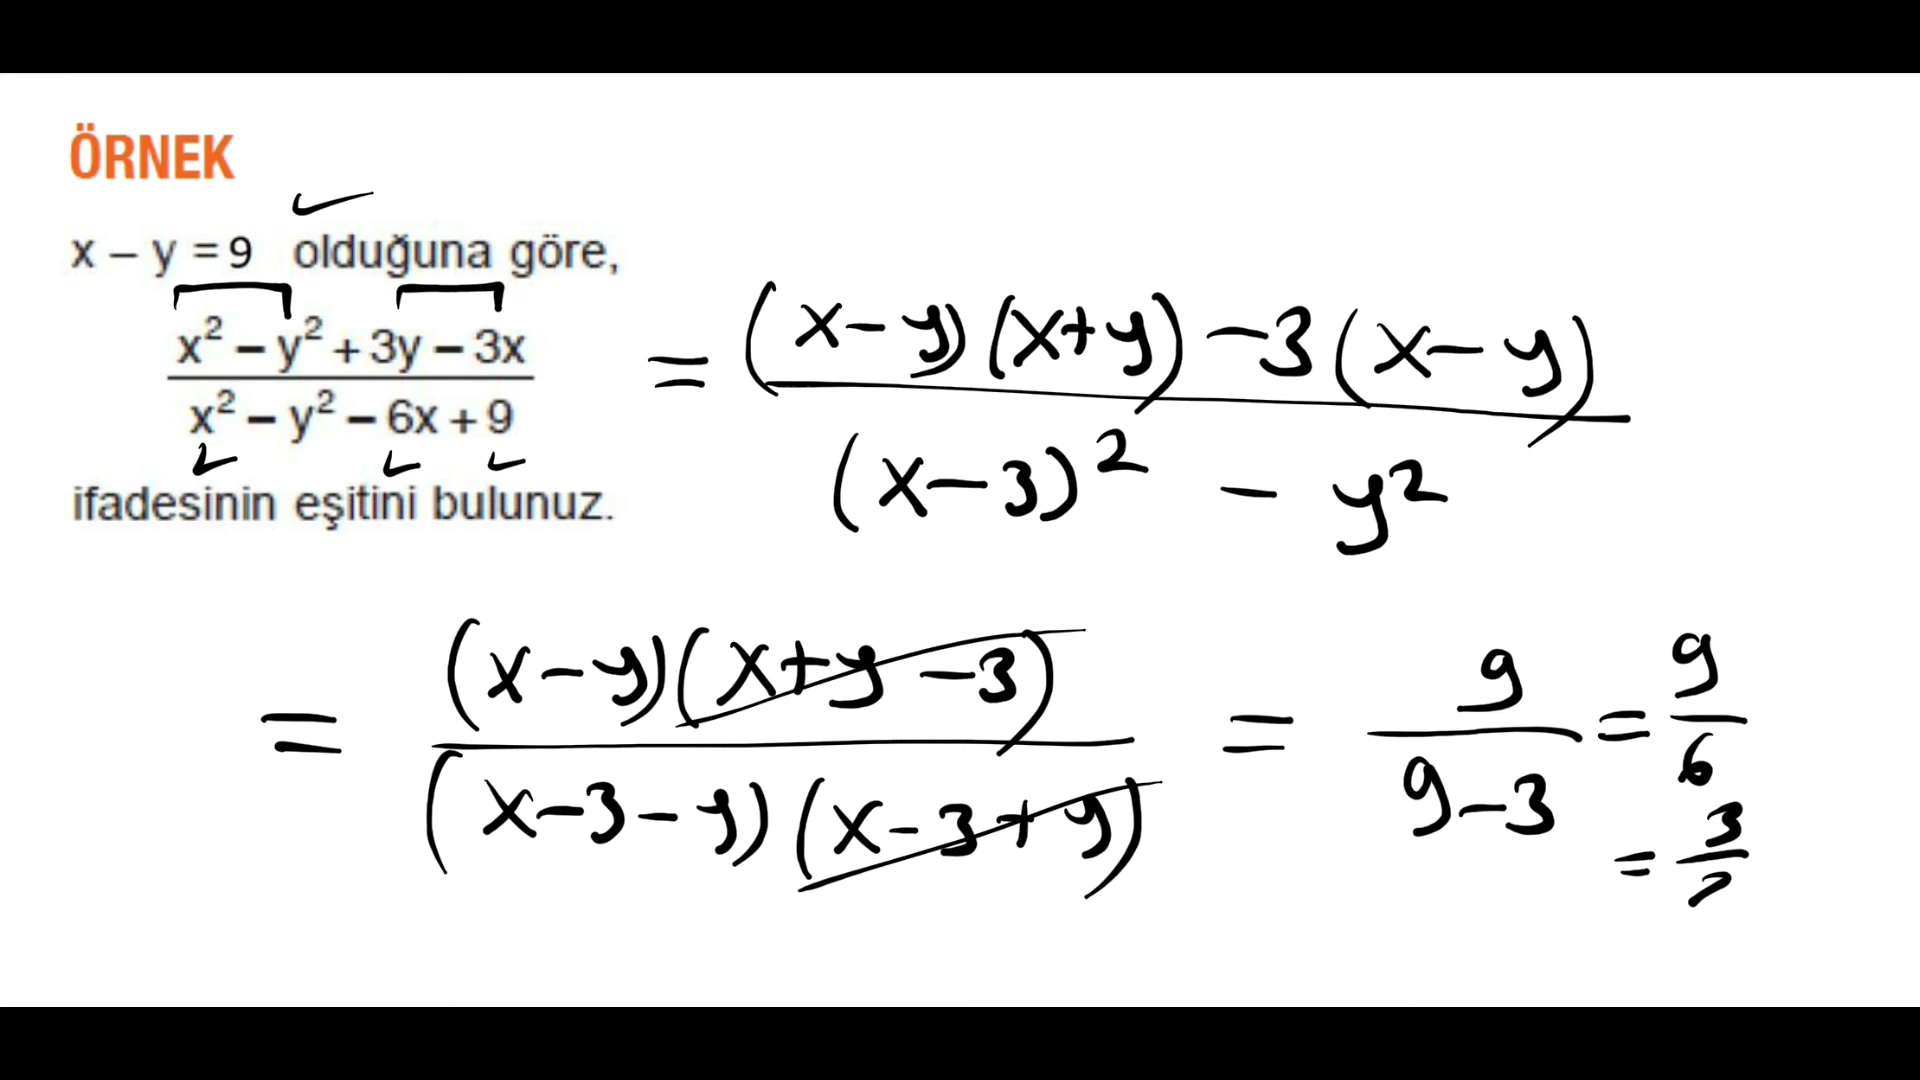 ÖRNEK
x – y = 9 olduğuna göre,
x² – y² + 3y – 3x
x² – y² – 6x + 9
ifadesinin eşitini bulunuz.
= (x-y)(x+y) -3(x-y)
(x-3)² - y²
= (x-y)(x+y-3)
(x-3-y)(x-3+y)
= 9
9-3
= 9
6
= 3
2